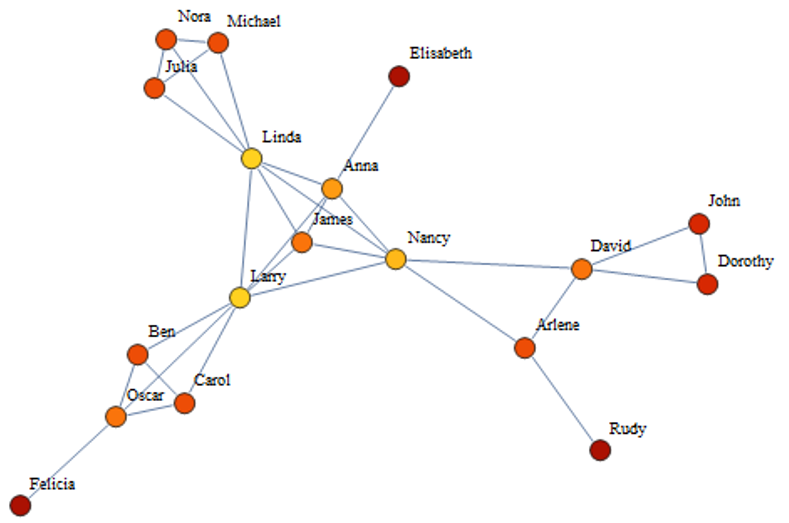 Nora
Michael
Julia
Elisabeth
Linda
Anna
James
Nancy
John
David
Dorothy
Larry
Arlene
Ben
Carol
Oscar
Rudy
Felicia